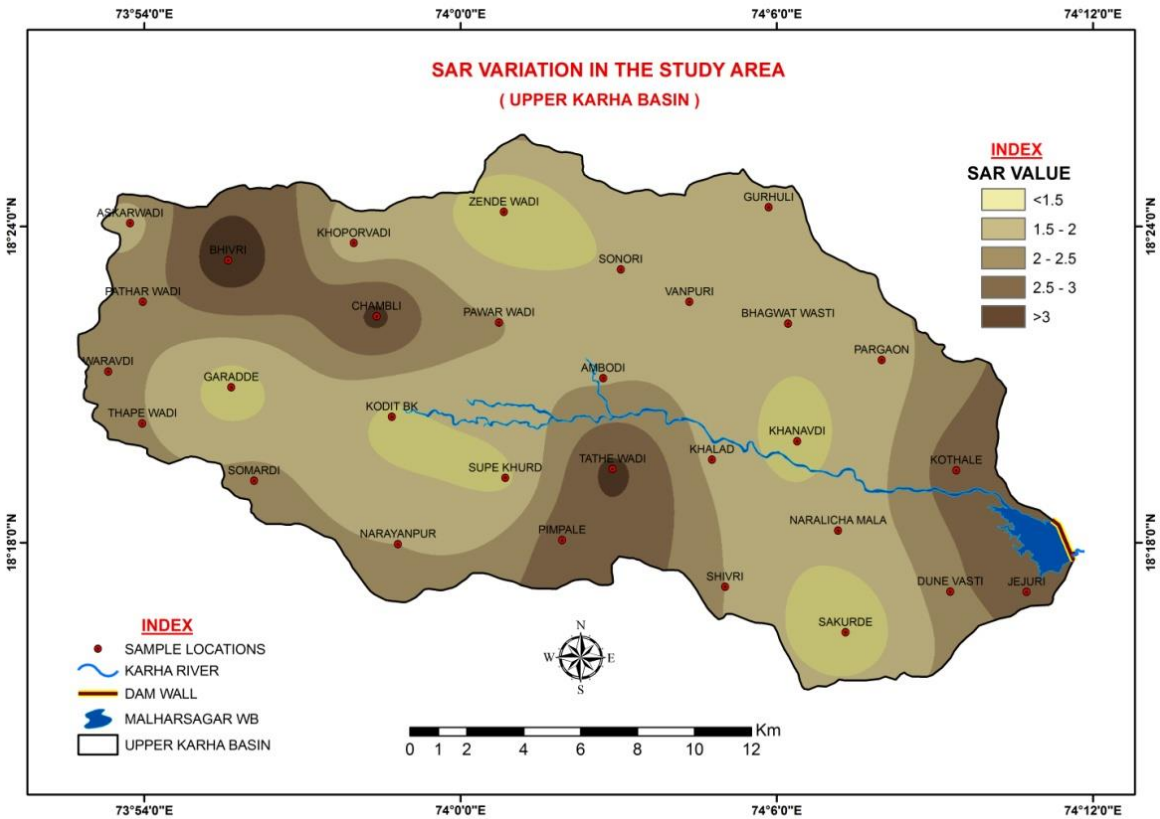 73°54'0"E 74°0'0"E 74°6'0"E 74°12'0"E
SAR VARIATION IN THE STUDY AREA
( UPPER KARHA BASIN )
INDEX
SAR VALUE
<1.5
1.5 - 2
2 - 2.5
2.5 - 3
>3
18°24'0"N
18°24'0"N
18°18'0"N
18°18'0"N
ASKARWADI
BHIVRI
KHOPORVADI
ZENDE WADI
GURHULI
SONORI
PATHAR WADI
CHAMBLI
PAWAR WADI
VANPURI
BHAGWAT WASTI
PARGAON
WARAVDI
GARADDE
AMBODI
THAPE WADI
KODIT BK
KHANAVDI
SOMARDI
SUPE KHURD
TATHE WADI
KHALAD
KOTHALE
NARAYANPUR
PIMPALE
NARALICHA MALA
SHIVRI
DUNE VASTI
JEJURI
SAKURDE
INDEX
SAMPLE LOCATIONS
KARHA RIVER
DAM WALL
MALHARSAGAR WB
UPPER KARHA BASIN
N
W E
S
Km
0 1 2 4 6 8 10 12
73°54'0"E 74°0'0"E 74°6'0"E 74°12'0"E